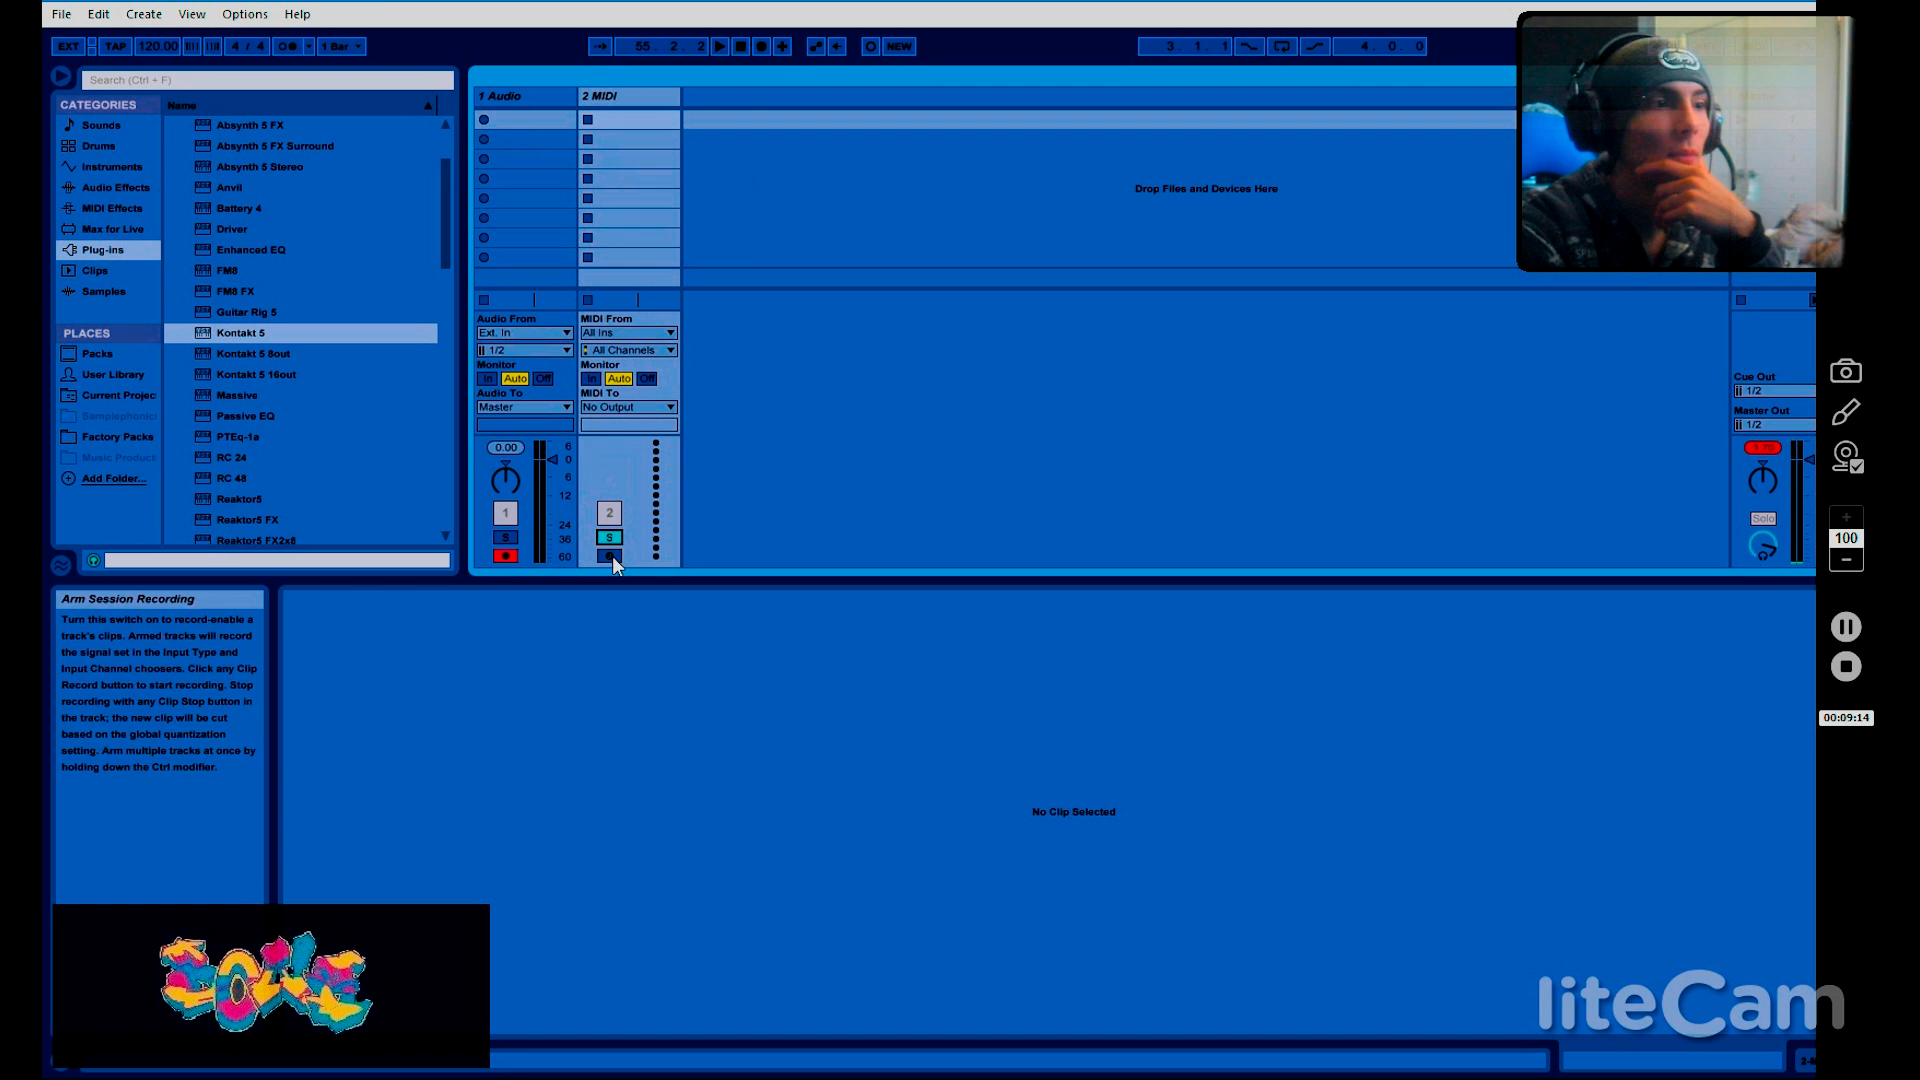 File Edit Create View Options Help
EXT TAP 120.00 4 / 4 1 Bar 55. 2. 2 NEW 3. 1. 1 4. 0. 0
Search (Ctrl + F)
CATEGORIES
Sounds
Drums
Instruments
Audio Effects
MIDI Effects
Max for Live
Plug-ins
Clips
Samples
PLACES
Packs
User Library
Current Projec
Samplephonics
Factory Packs
Music Product
Add Folder...
Name
Absynth 5 FX
Absynth 5 FX Surround
Absynth 5 Stereo
Anvil
Battery 4
Driver
Enhanced EQ
FM8
FM8 FX
Guitar Rig 5
Kontakt 5
Kontakt 5 8out
Kontakt 5 16out
Massive
Passive EQ
PTEq-1a
RC 24
RC 48
Reaktor5
Reaktor5 FX
Reaktor5 FX2x8
1 Audio 2 MIDI
Drop Files and Devices Here
Audio From
Ext. In
1/2
Monitor
In Auto Off
Audio To
Master
0.00
6
0
6
12
24
36
60
1
S
MIDI From
All Ins
All Channels
Monitor
In Auto Off
MIDI To
No Output
2
S
Cue Out
1/2
Master Out
1/2
Solo
100
00:09:14
Arm Session Recording
Turn this switch on to record-enable a
track's clips. Armed tracks will record
the signal set in the Input Type and
Input Channel choosers. Click any Clip
Record button to start recording. Stop
recording with any Clip Stop button in
the track; the new clip will be cut
based on the global quantization
setting. Arm multiple tracks at once by
holding down the Ctrl modifier.
No Clip Selected
liteCam